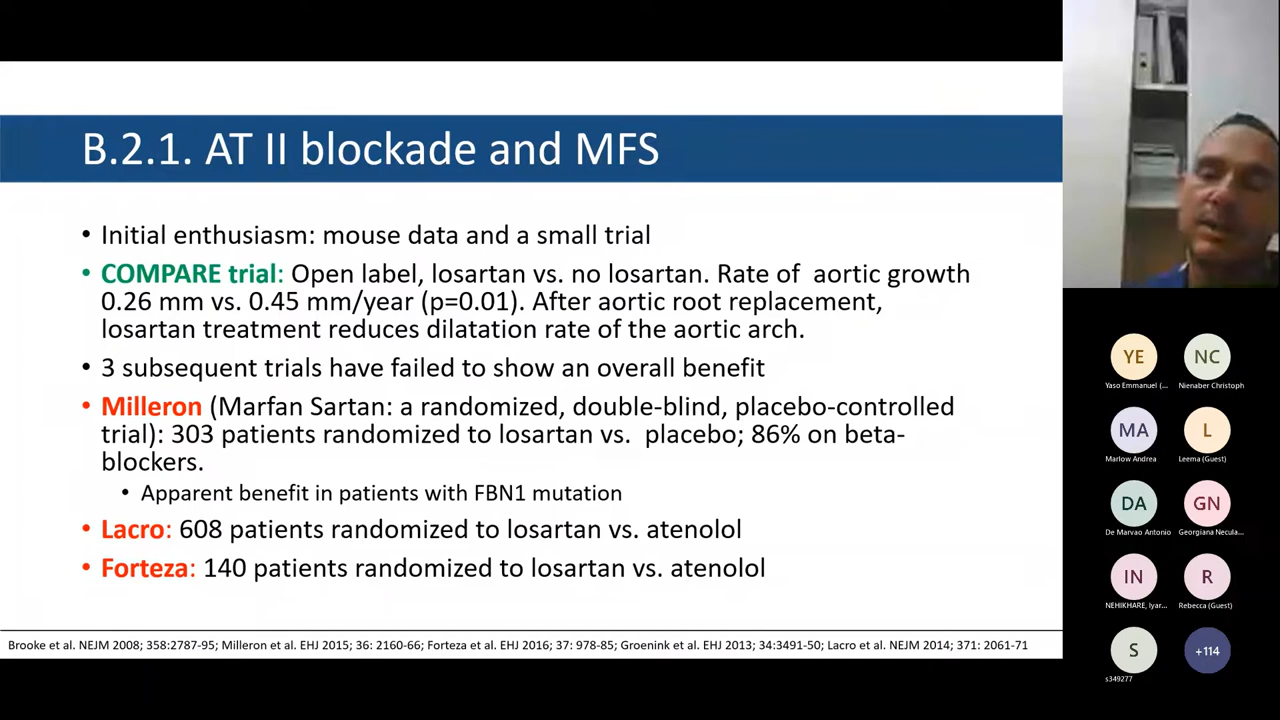 B.2.1. AT II blockade and MFS
• Initial enthusiasm: mouse data and a small trial
• COMPARE trial: Open label, losartan vs. no losartan. Rate of aortic growth
0.26 mm vs. 0.45 mm/year (p=0.01). After aortic root replacement,
losartan treatment reduces dilatation rate of the aortic arch.
• 3 subsequent trials have failed to show an overall benefit
• Milleron (Marfan Sartan: a randomized, double-blind, placebo-controlled
trial): 303 patients randomized to losartan vs. placebo; 86% on beta-
blockers.
• Apparent benefit in patients with FBN1 mutation
• Lacro: 608 patients randomized to losartan vs. atenolol
• Forteza: 140 patients randomized to losartan vs. atenolol
Brooke et al. NEJM 2008; 358:2787-95; Milleron et al. EHJ 2015; 36: 2160-66; Forteza et al. EHJ 2016; 37: 978-85; Groenink et al. EHJ 2013; 34:3491-50; Lacro et al. NEJM 2014; 371: 2061-71
YE
NC
Yaso Emmanuel (...
Nienaber Christoph
MA
L
Marlow Andrea
Leema (Guest)
DA
GN
De Marvao Antonio
Georgiana Necula...
IN
R
NEHIKHARE, Iyar...
Rebecca (Guest)
S
+114
s349277